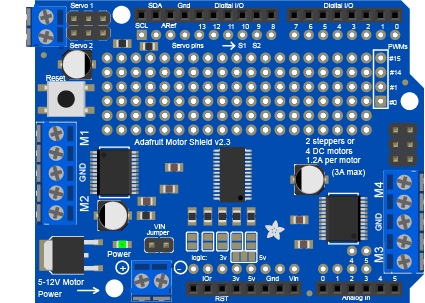 Servo 1
SDA Gnd Digital I/O Digital I/O
SCL ARef 13 12 11 10 9 8 7 6 5 4 3 2 1 0
Servo 2 Servo pins S1 S2 PWMs
#15
#14
#1
#0
Reset
Adafruit Motor Shield v2.3
2 steppers or
4 DC motors
1.2A per motor
(3A max)
M1
GND
M2
M4
GND
M3
VIN
Jumper
Power
5-12V Motor
Power
logic: 3v 5v
IOr 3v 5v Gnd Vin
4 5
0 1 2 3 4 5
RST Analog In